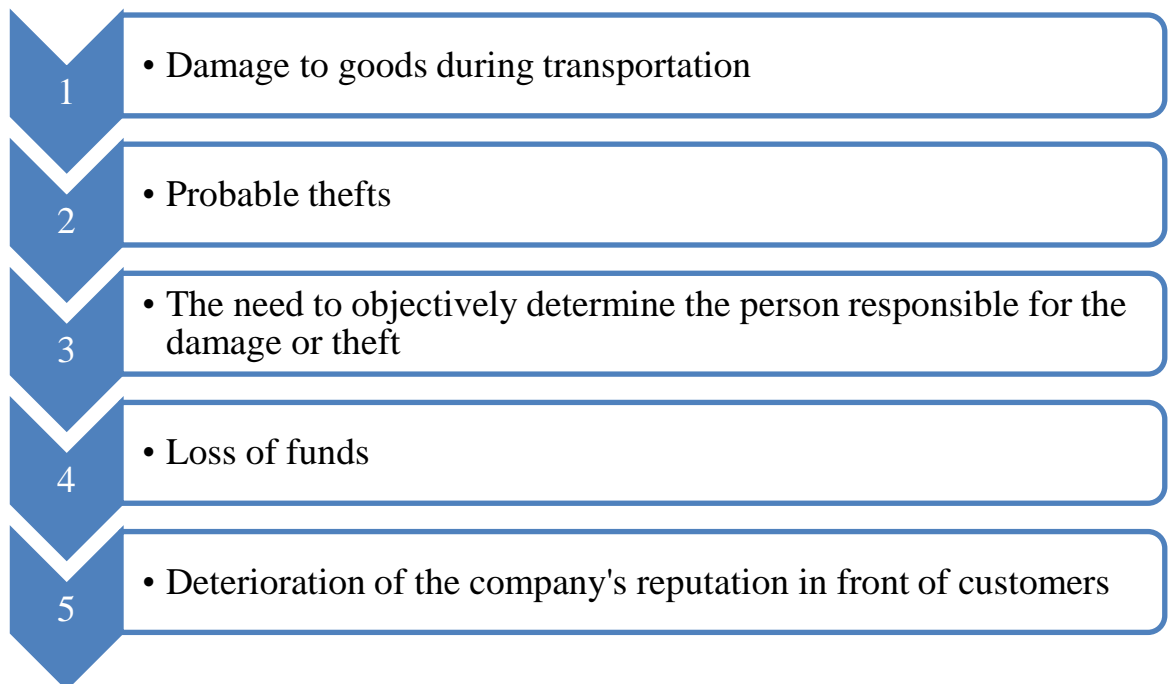 1
• Damage to goods during transportation
2
• Probable thefts
3
• The need to objectively determine the person responsible for the
damage or theft
4
• Loss of funds
5
• Deterioration of the company's reputation in front of customers